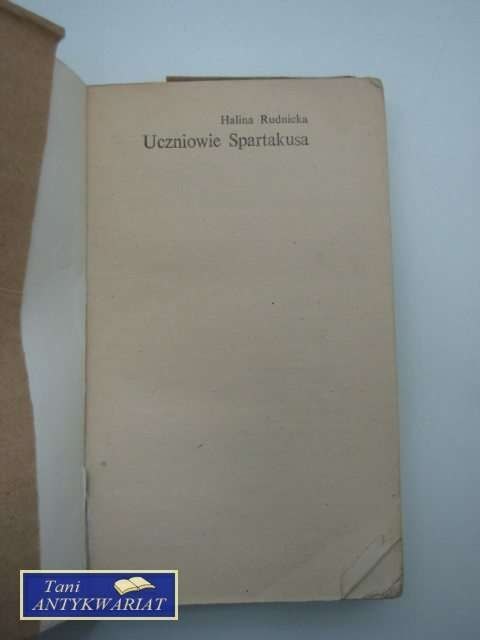 Halina Rudnicka
Uczniowie Spartakusa
Tani
ANTYKWARIAT